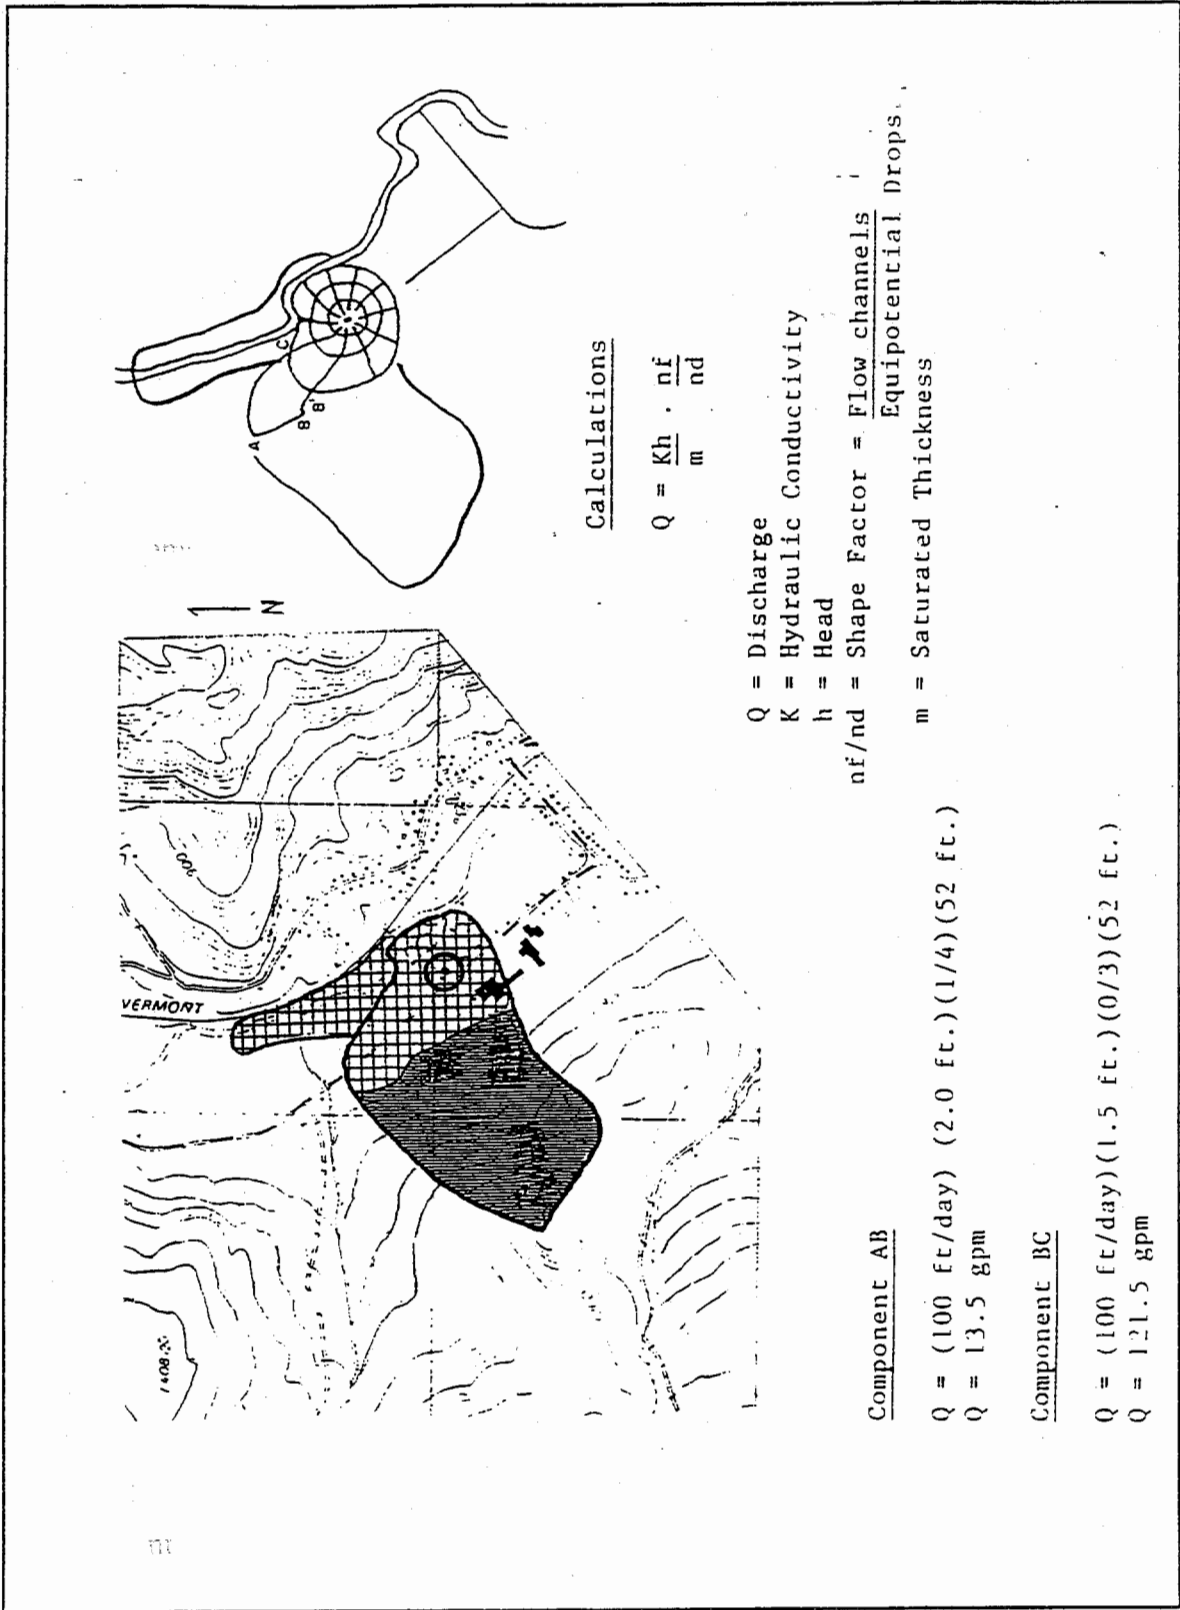 VERMONT
900
1408 X
N
A
B
B'
C
Calculations
Q = Kh/m . nf/nd
Q = Discharge
K = Hydraulic Conductivity
h = Head
nf/nd = Shape Factor = Flow channels
Equipotential Drops
m = Saturated Thickness
Component AB
Q = (100 ft/day) (2.0 ft.)(1/4)(52 ft.)
Q = 13.5 gpm
Component BC
Q = (100 ft/day)(1.5 ft.)(0/3)(52 ft.)
Q = 121.5 gpm